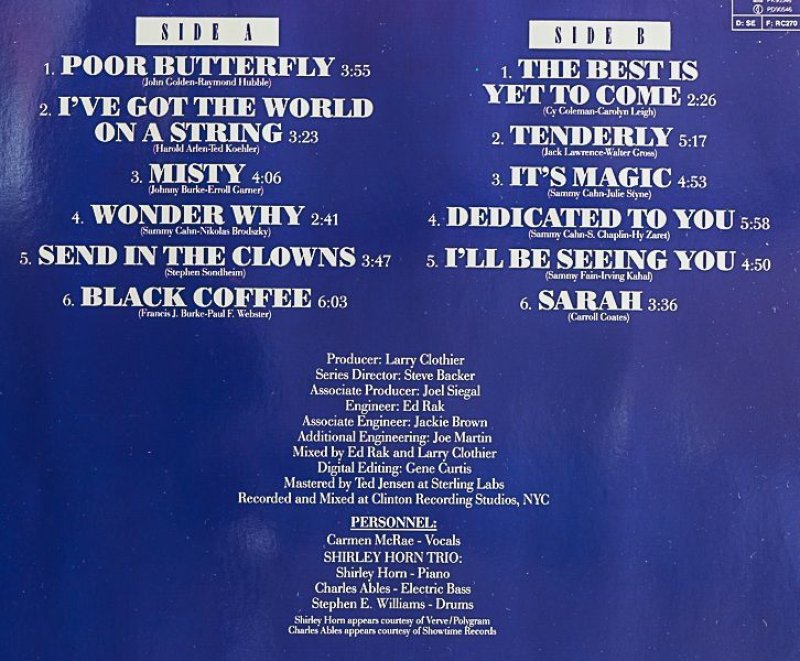 PD90546
D: SE F: RC270
SIDE A
1. POOR BUTTERFLY 3:55
(John Golden-Raymond Hubble)
2. I'VE GOT THE WORLD
ON A STRING 3:23
(Harold Arlen-Ted Koehler)
3. MISTY 4:06
(Johnny Burke-Erroll Garner)
4. WONDER WHY 2:41
(Sammy Cahn-Nikolas Brodszky)
5. SEND IN THE CLOWNS 3:47
(Stephen Sondheim)
6. BLACK COFFEE 6:03
(Francis J. Burke-Paul F. Webster)
SIDE B
1. THE BEST IS
YET TO COME 2:26
(Cy Coleman-Carolyn Leigh)
2. TENDERLY 5:17
(Jack Lawrence-Walter Gross)
3. IT'S MAGIC 4:53
(Sammy Cahn-Julie Styne)
4. DEDICATED TO YOU 5:58
(Sammy Cahn-S. Chaplin-Hy Zaret)
5. I'LL BE SEEING YOU 4:50
(Sammy Fain-Irving Kahal)
6. SARAH 3:36
(Carroll Coates)
Producer: Larry Clothier
Series Director: Steve Backer
Associate Producer: Joel Siegal
Engineer: Ed Rak
Associate Engineer: Jackie Brown
Additional Engineering: Joe Martin
Mixed by Ed Rak and Larry Clothier
Digital Editing: Gene Curtis
Mastered by Ted Jensen at Sterling Labs
Recorded and Mixed at Clinton Recording Studios, NYC
PERSONNEL:
Carmen McRae - Vocals
SHIRLEY HORN TRIO:
Shirley Horn - Piano
Charles Ables - Electric Bass
Stephen E. Williams - Drums
Shirley Horn appears courtesy of Verve/Polygram
Charles Ables appears courtesy of Showtime Records